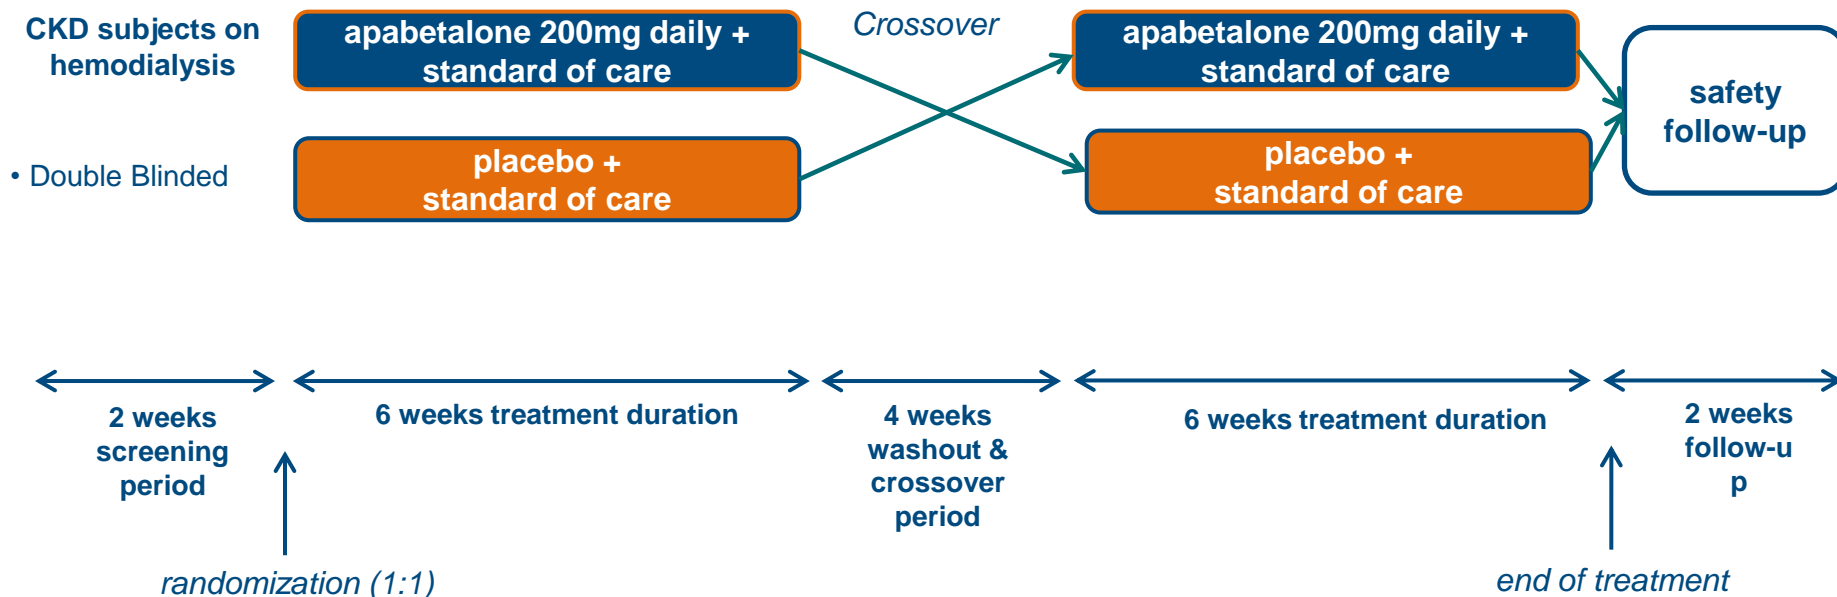 CKD subjects on
hemodialysis
apabetalone 200mg daily +
standard of care
Crossover
apabetalone 200mg daily +
standard of care
safety
follow-up
• Double Blinded
placebo +
standard of care
placebo +
standard of care
2 weeks
screening
period
6 weeks treatment duration
4 weeks
washout &
crossover
period
6 weeks treatment duration
2 weeks
follow-u
p
randomization (1:1)
end of treatment